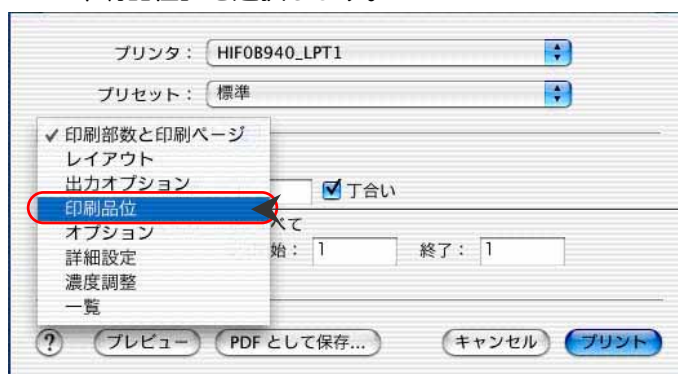 プリンタ： HIF0B940_LPT1
プリセット： 標準
✓ 印刷部数と印刷ページ
レイアウト
出力オプション
丁合い
印刷品位
べて
オプション
始： 1 終了： 1
詳細設定
濃度調整
一覧
? プレビュー PDF として保存... キャンセル プリント